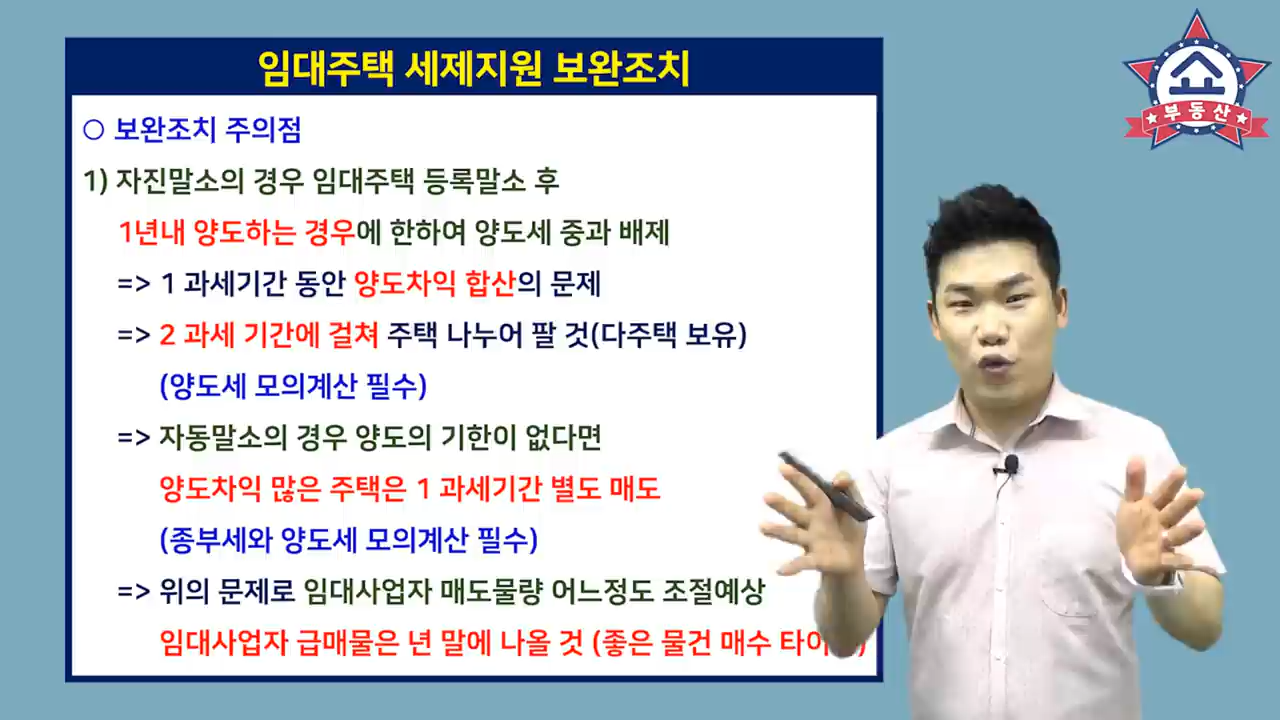 임대주택 세제지원 보완조치
부동산
○ 보완조치 주의점
1) 자진말소의 경우 임대주택 등록말소 후
1년내 양도하는 경우에 한하여 양도세 중과 배제
=> 1 과세기간 동안 양도차익 합산의 문제
=> 2 과세 기간에 걸쳐 주택 나누어 팔 것(다주택 보유)
(양도세 모의계산 필수)
=> 자동말소의 경우 양도의 기한이 없다면
양도차익 많은 주택은 1 과세기간 별도 매도
(종부세와 양도세 모의계산 필수)
=> 위의 문제로 임대사업자 매도물량 어느정도 조절예상
임대사업자 급매물은 년 말에 나올 것 (좋은 물건 매수